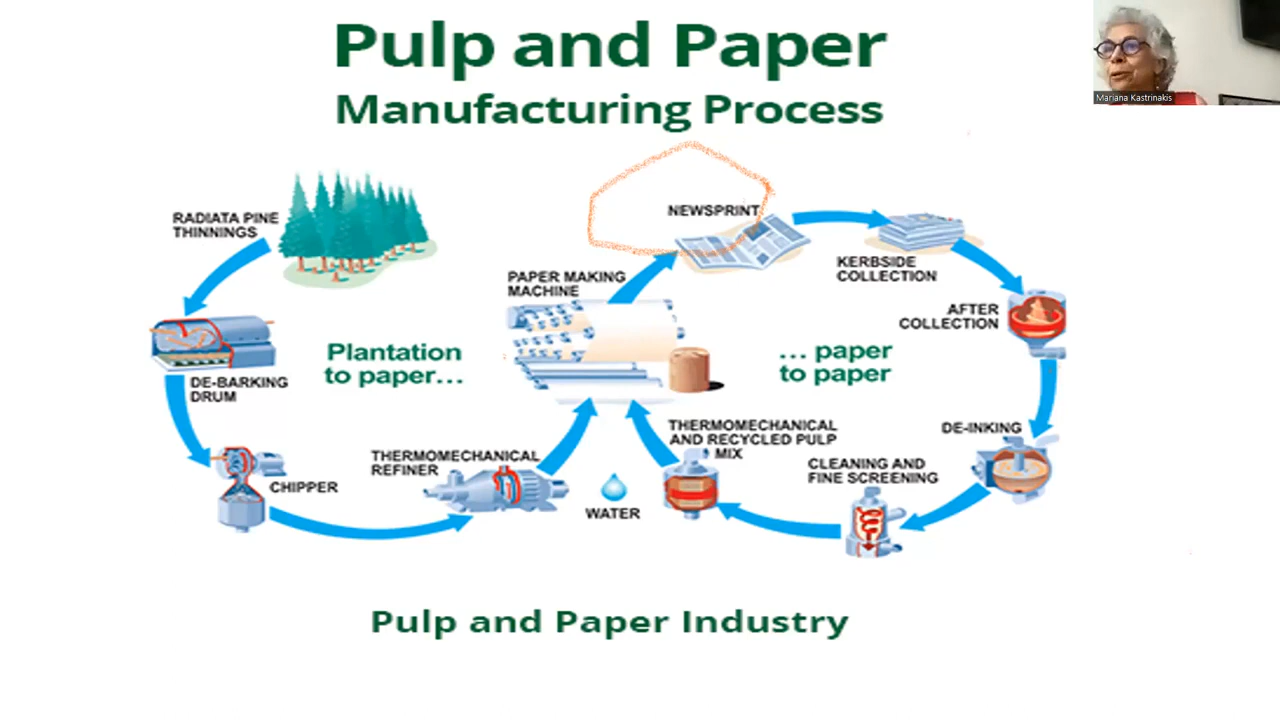 Pulp and Paper
Manufacturing Process
Mariana Kastrinakis
RADIATA PINE
THINNINGS
NEWSPRINT
KERBSIDE
COLLECTION
PAPER MAKING
MACHINE
AFTER
COLLECTION
Plantation
to paper...
... paper
to paper
DE-BARKING
DRUM
THERMOMECHANICAL
AND RECYCLED PULP
MIX
DE-INKING
THERMOMECHANICAL
REFINER
CLEANING AND
FINE SCREENING
CHIPPER
WATER
Pulp and Paper Industry